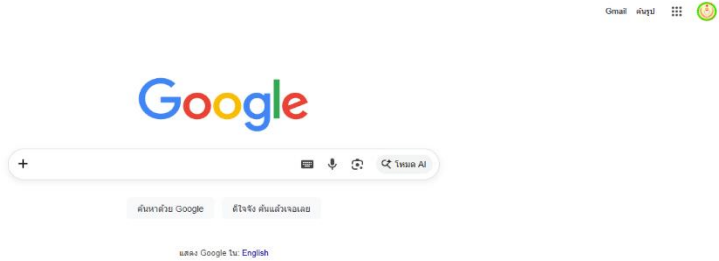 Gmail ค้นรูป
Google
โหมด AI
ค้นหาด้วย Google ดีใจจัง ค้นแล้วเจอเลย
แสดง Google ใน: English